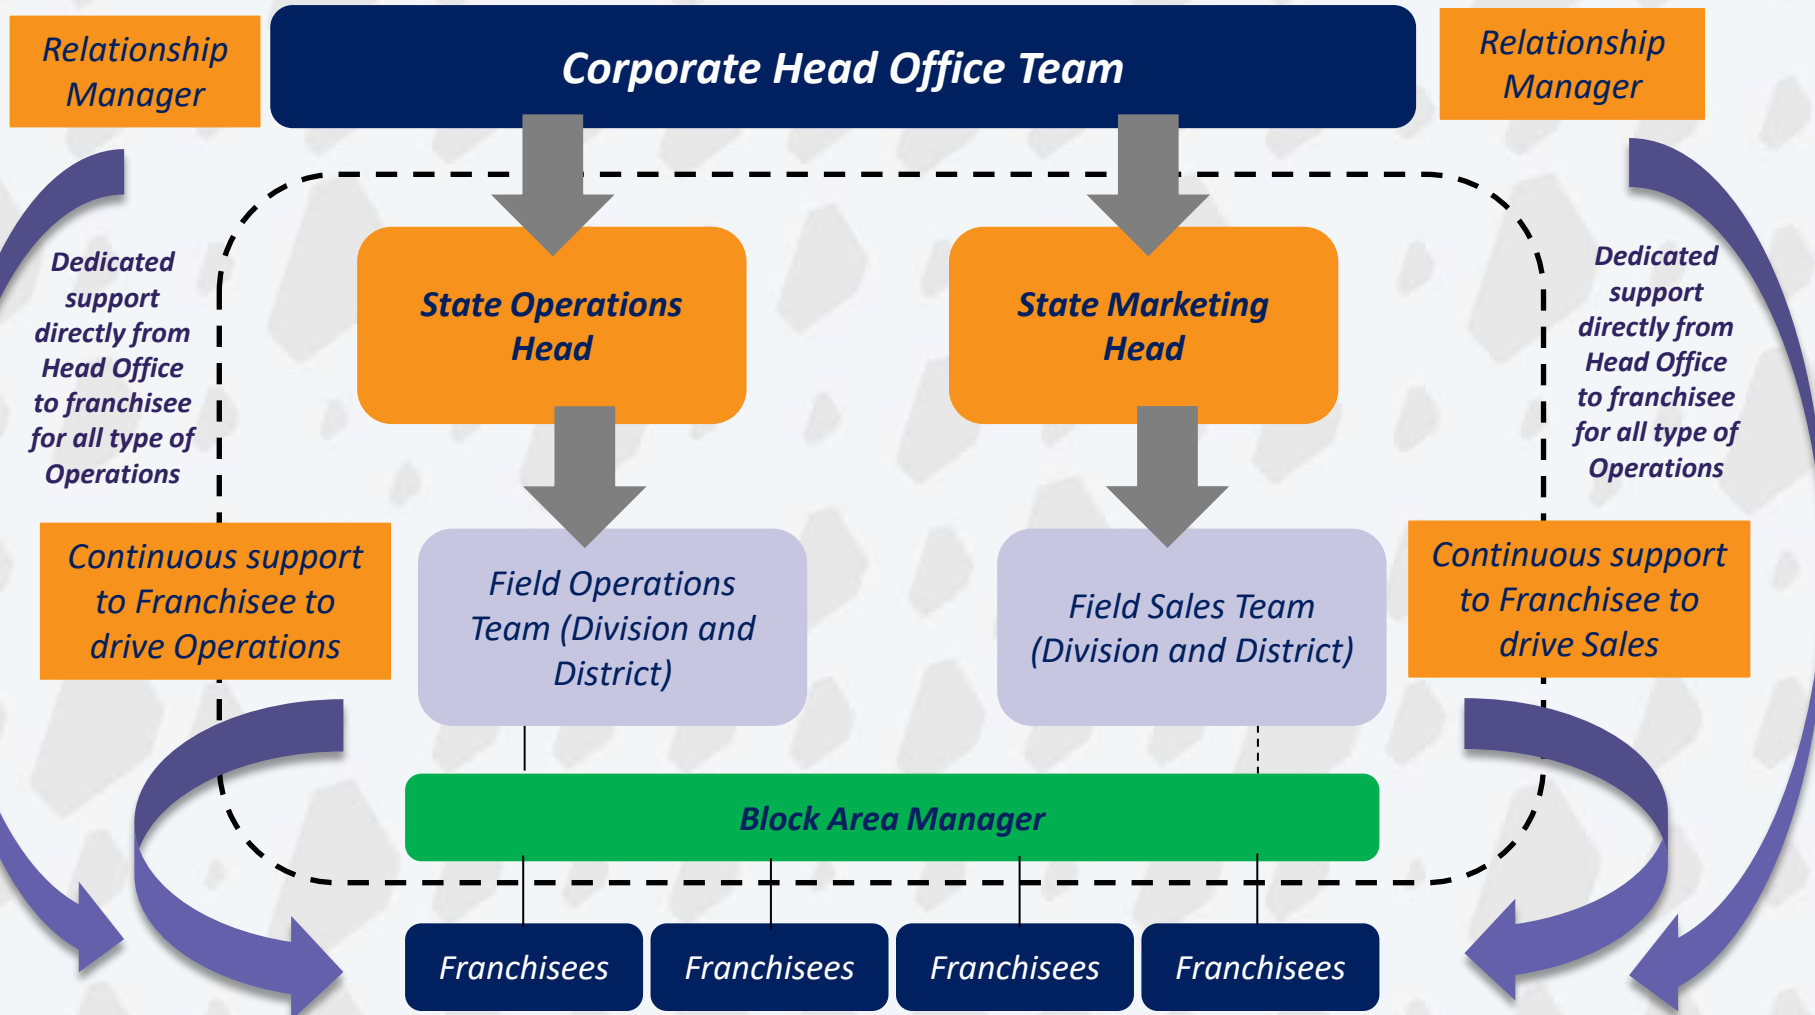 Relationship
Manager
Corporate Head Office Team
Relationship
Manager
Dedicated
support
directly from
Head Office
to franchisee
for all type of
Operations
State Operations
Head
State Marketing
Head
Dedicated
support
directly from
Head Office
to franchisee
for all type of
Operations
Continuous support
to Franchisee to
drive Operations
Field Operations
Team (Division and
District)
Field Sales Team
(Division and District)
Continuous support
to Franchisee to
drive Sales
Block Area Manager
Franchisees
Franchisees
Franchisees
Franchisees